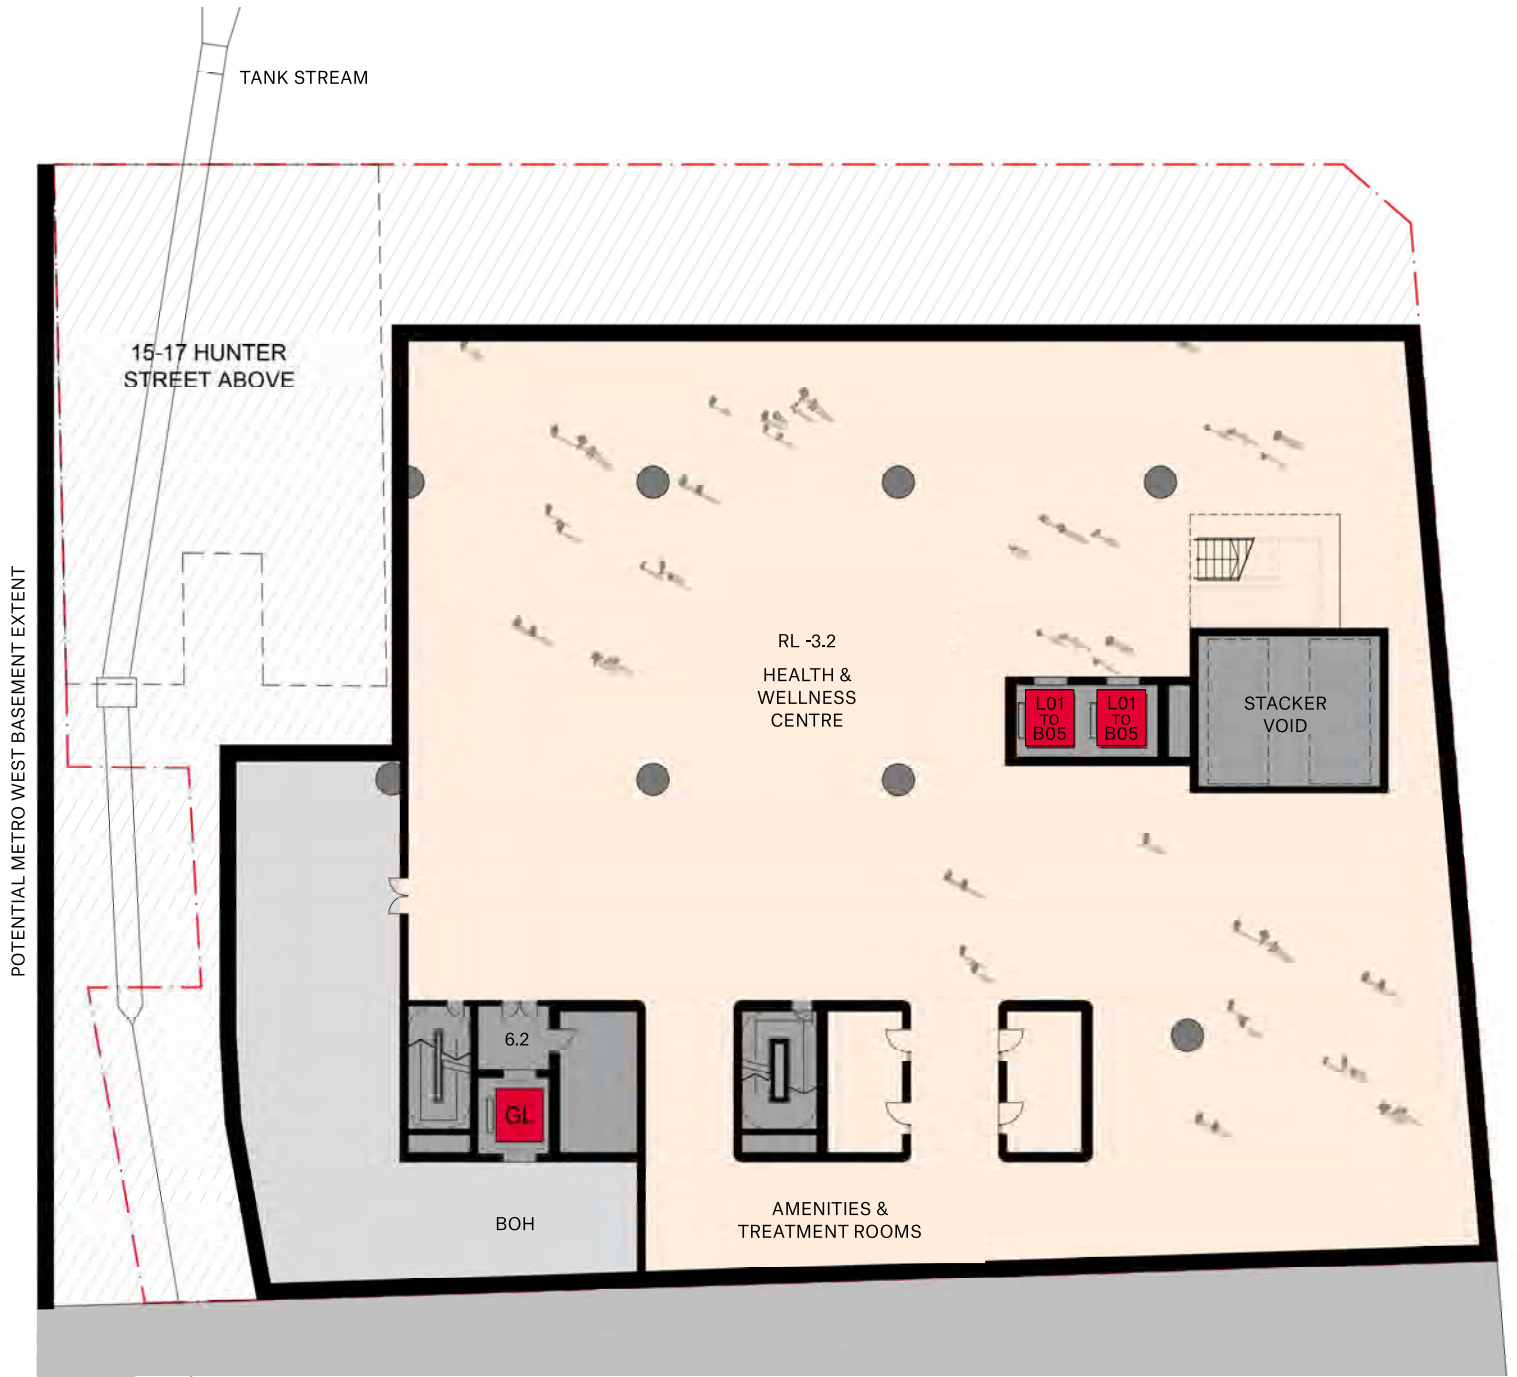 TANK STREAM
15-17 HUNTER
STREET ABOVE
POTENTIAL METRO WEST BASEMENT EXTENT
RL -3.2
HEALTH &
WELLNESS
CENTRE
L01
TO
B05
L01
TO
B05
STACKER
VOID
6.2
GL
BOH
AMENITIES &
TREATMENT ROOMS